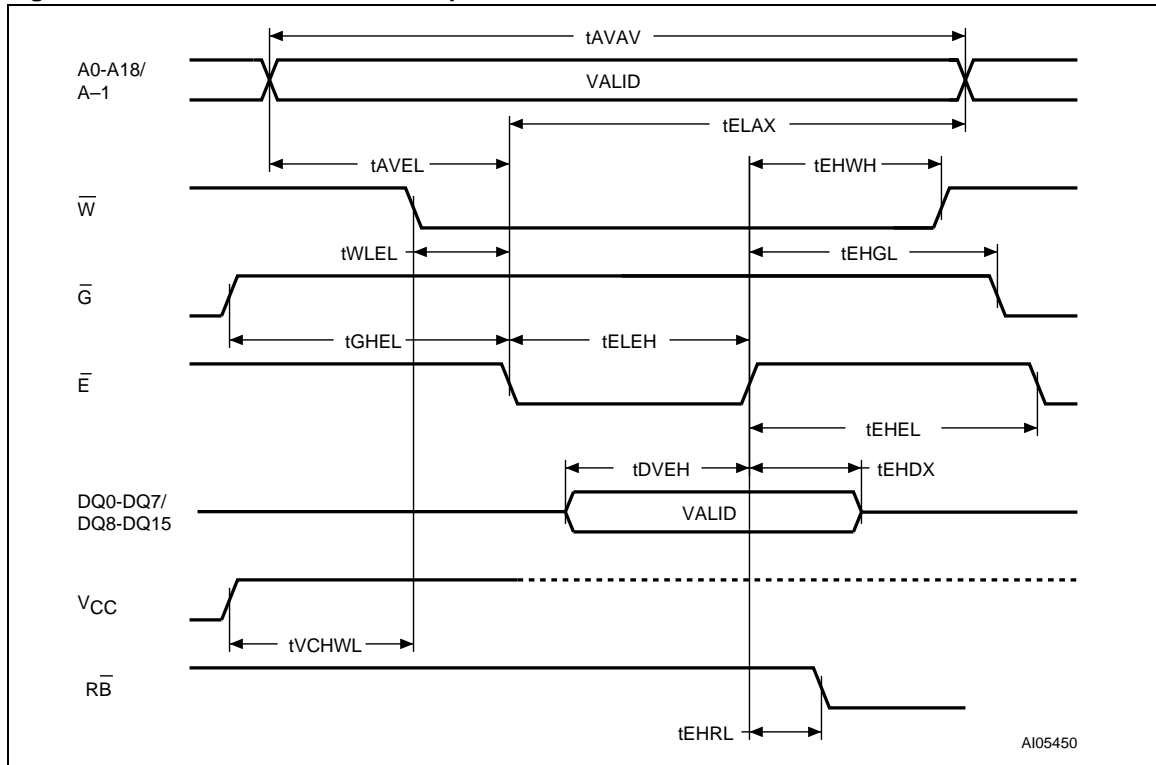 tAVAV
A0-A18/
A–1
VALID
tELAX
tAVEL
tEHWH
W̅
tWLEL
tEHGL
G̅
tGHEL
tELEH
E̅
tEHEL
tDVEH
tEHDX
DQ0-DQ7/
DQ8-DQ15
VALID
VCC
tVCHWL
RB̅
tEHRL
AI05450